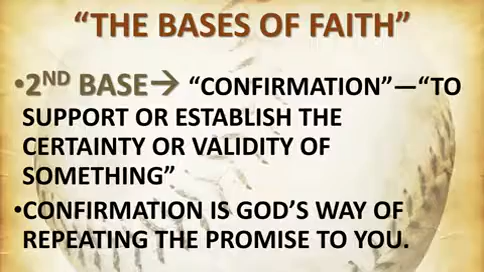 “THE BASES OF FAITH”
•2ND BASE→ “CONFIRMATION”—“TO
SUPPORT OR ESTABLISH THE
CERTAINTY OR VALIDITY OF
SOMETHING”
•CONFIRMATION IS GOD’S WAY OF
REPEATING THE PROMISE TO YOU.